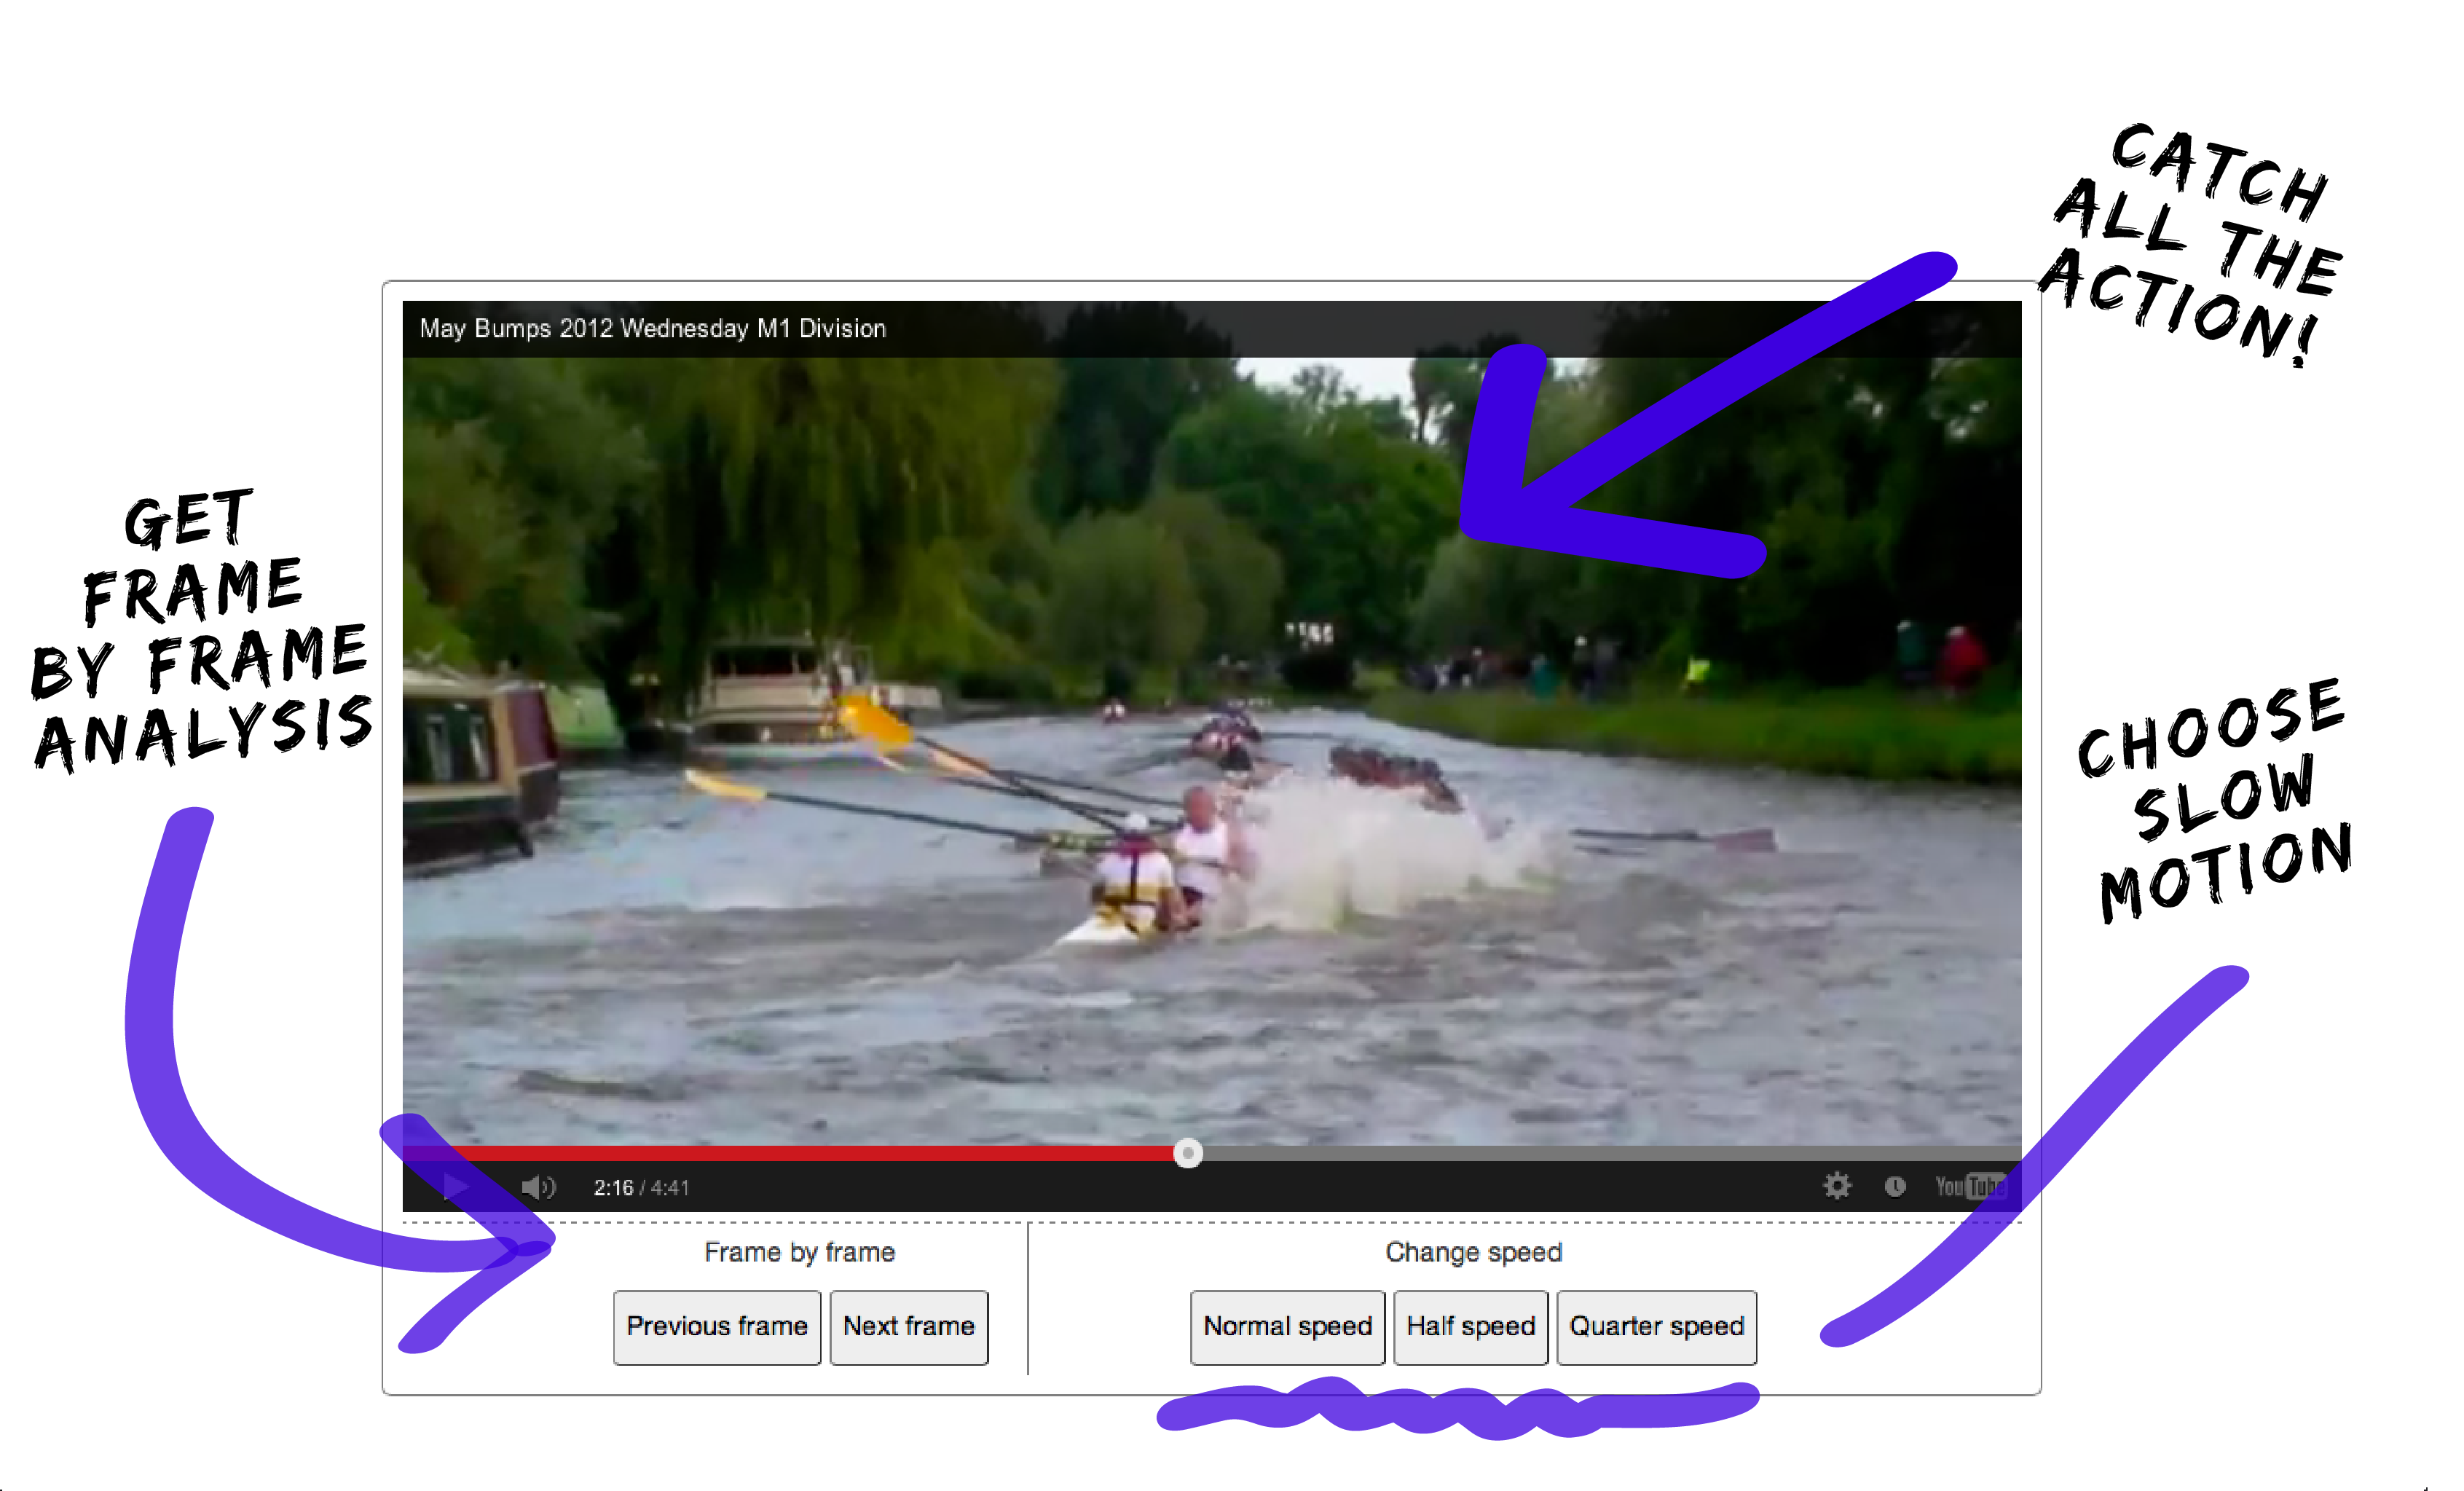 CATCH
ALL THE
ACTION!
May Bumps 2012 Wednesday M1 Division
GET
FRAME
BY FRAME
ANALYSIS
CHOOSE
SLOW
MOTION
2:16 / 4:41
YouTube
Frame by frame
Change speed
Previous frame
Next frame
Normal speed
Half speed
Quarter speed